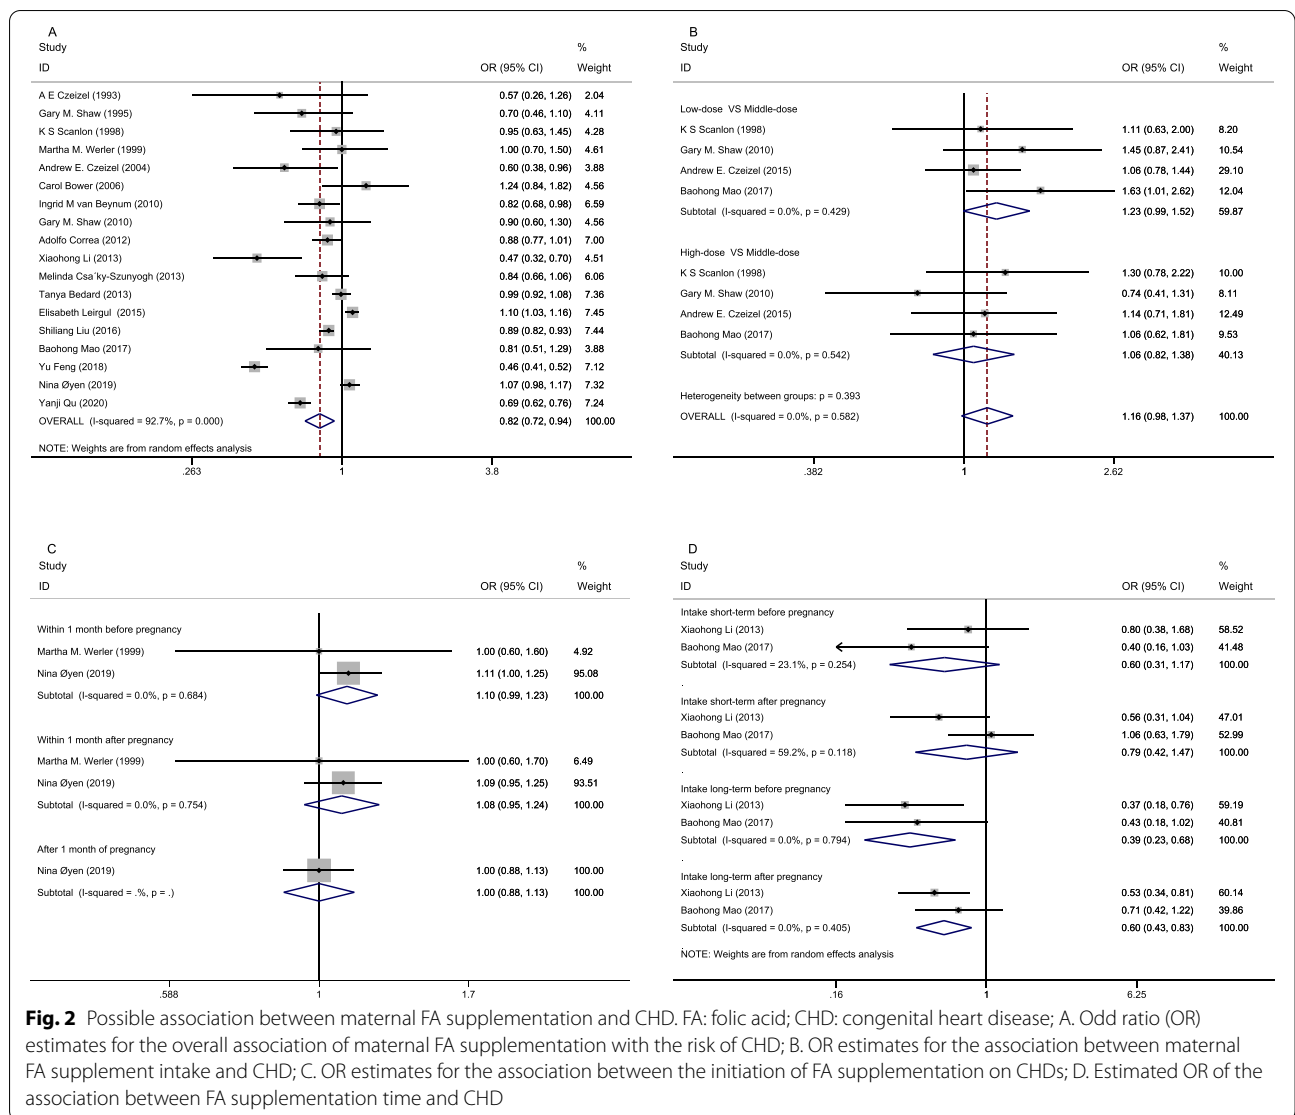 A
Study %
ID OR (95% CI) Weight
A E Czeizel (1993) 0.57 (0.26, 1.26) 2.04
Gary M. Shaw (1995) 0.70 (0.46, 1.10) 4.11
K S Scanlon (1998) 0.95 (0.63, 1.45) 4.28
Martha M. Werler (1999) 1.00 (0.70, 1.50) 4.61
Andrew E. Czeizel (2004) 0.60 (0.38, 0.96) 3.88
Carol Bower (2006) 1.24 (0.84, 1.82) 4.56
Ingrid M van Beynum (2010) 0.82 (0.68, 0.98) 6.59
Gary M. Shaw (2010) 0.90 (0.60, 1.30) 4.56
Adolfo Correa (2012) 0.88 (0.77, 1.01) 7.00
Xiaohong Li (2013) 0.47 (0.32, 0.70) 4.51
Melinda Csa´ky-Szunyogh (2013) 0.84 (0.66, 1.06) 6.06
Tanya Bedard (2013) 0.99 (0.92, 1.08) 7.36
Elisabeth Leirgul (2015) 1.10 (1.03, 1.16) 7.45
Shiliang Liu (2016) 0.89 (0.82, 0.93) 7.44
Baohong Mao (2017) 0.81 (0.51, 1.29) 3.88
Yu Feng (2018) 0.46 (0.41, 0.52) 7.12
Nina Øyen (2019) 1.07 (0.98, 1.17) 7.32
Yanji Qu (2020) 0.69 (0.62, 0.76) 7.24
OVERALL (I-squared = 92.7%, p = 0.000) 0.82 (0.72, 0.94) 100.00
NOTE: Weights are from random effects analysis
.263 1 3.8
B
Study %
ID OR (95% CI) Weight
Low-dose VS Middle-dose
K S Scanlon (1998) 1.11 (0.63, 2.00) 8.20
Gary M. Shaw (2010) 1.45 (0.87, 2.41) 10.54
Andrew E. Czeizel (2015) 1.06 (0.78, 1.44) 29.10
Baohong Mao (2017) 1.63 (1.01, 2.62) 12.04
Subtotal (I-squared = 0.0%, p = 0.429) 1.23 (0.99, 1.52) 59.87
High-dose VS Middle-dose
K S Scanlon (1998) 1.30 (0.78, 2.22) 10.00
Gary M. Shaw (2010) 0.74 (0.41, 1.31) 8.11
Andrew E. Czeizel (2015) 1.14 (0.71, 1.81) 12.49
Baohong Mao (2017) 1.06 (0.62, 1.81) 9.53
Subtotal (I-squared = 0.0%, p = 0.542) 1.06 (0.82, 1.38) 40.13
Heterogeneity between groups: p = 0.393
OVERALL (I-squared = 0.0%, p = 0.582) 1.16 (0.98, 1.37) 100.00
.382 1 2.62
C
Study %
ID OR (95% CI) Weight
Within 1 month before pregnancy
Martha M. Werler (1999) 1.00 (0.60, 1.60) 4.92
Nina Øyen (2019) 1.11 (1.00, 1.25) 95.08
Subtotal (I-squared = 0.0%, p = 0.684) 1.10 (0.99, 1.23) 100.00
Within 1 month after pregnancy
Martha M. Werler (1999) 1.00 (0.60, 1.70) 6.49
Nina Øyen (2019) 1.09 (0.95, 1.25) 93.51
Subtotal (I-squared = 0.0%, p = 0.754) 1.08 (0.95, 1.24) 100.00
After 1 month of pregnancy
Nina Øyen (2019) 1.00 (0.88, 1.13) 100.00
Subtotal (I-squared = .%, p = .) 1.00 (0.88, 1.13) 100.00
.588 1 1.7
D
Study %
ID OR (95% CI) Weight
Intake short-term before pregnancy
Xiaohong Li (2013) 0.80 (0.38, 1.68) 58.52
Baohong Mao (2017) 0.40 (0.16, 1.03) 41.48
Subtotal (I-squared = 23.1%, p = 0.254) 0.60 (0.31, 1.17) 100.00
.
Intake short-term after pregnancy
Xiaohong Li (2013) 0.56 (0.31, 1.04) 47.01
Baohong Mao (2017) 1.06 (0.63, 1.79) 52.99
Subtotal (I-squared = 59.2%, p = 0.118) 0.79 (0.42, 1.47) 100.00
.
Intake long-term before pregnancy
Xiaohong Li (2013) 0.37 (0.18, 0.76) 59.19
Baohong Mao (2017) 0.43 (0.18, 1.02) 40.81
Subtotal (I-squared = 0.0%, p = 0.794) 0.39 (0.23, 0.68) 100.00
.
Intake long-term after pregnancy
Xiaohong Li (2013) 0.53 (0.34, 0.81) 60.14
Baohong Mao (2017) 0.71 (0.42, 1.22) 39.86
Subtotal (I-squared = 0.0%, p = 0.405) 0.60 (0.43, 0.83) 100.00
.
NOTE: Weights are from random effects analysis
.16 1 6.25
Fig. 2 Possible association between maternal FA supplementation and CHD. FA: folic acid; CHD: congenital heart disease; A. Odd ratio (OR)
estimates for the overall association of maternal FA supplementation with the risk of CHD; B. OR estimates for the association between maternal
FA supplement intake and CHD; C. OR estimates for the association between the initiation of FA supplementation on CHDs; D. Estimated OR of the
association between FA supplementation time and CHD